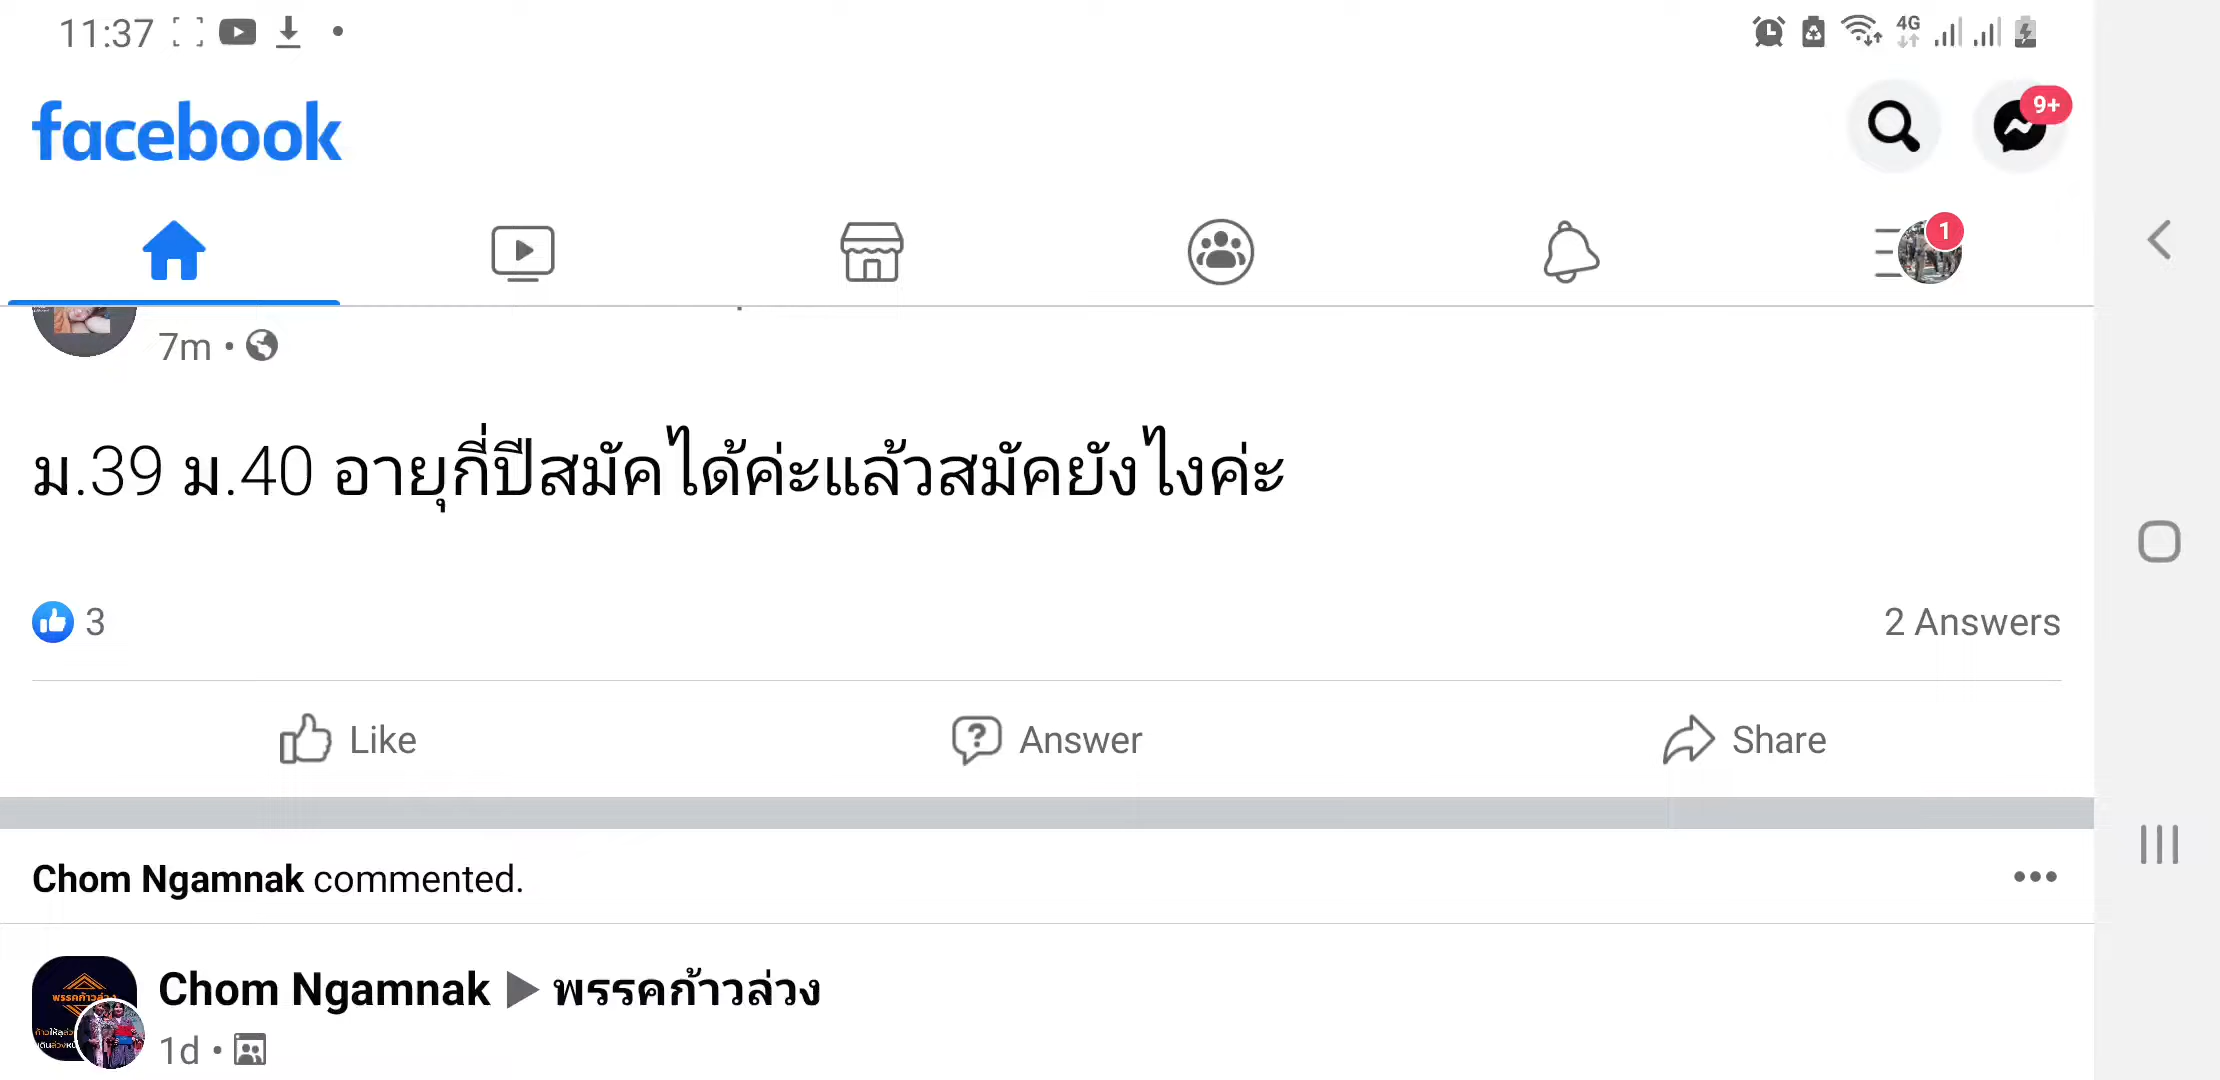 11:37
4G
facebook
9+
1
7m
ม.39 ม.40 อายุกี่ปีสมัคได้ค่ะแล้วสมัคยังไงค่ะ
3
2 Answers
Like
Answer
Share
Chom Ngamnak commented.
Chom Ngamnak ▶ พรรคก้าวล่วง
1d